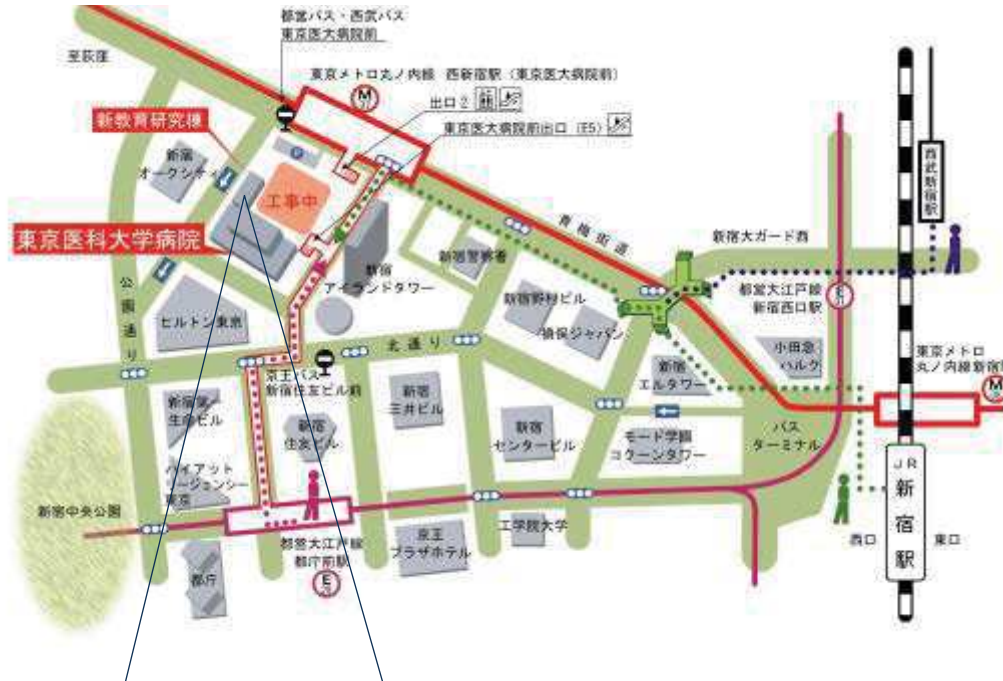 都営バス・西武バス
東京医大病院前
至荻窪
東京メトロ丸ノ内線 西新宿駅（東京医大病院前）
M
出口2
東京医大病院前出口（E5）
新教育研究棟
新宿
オークシティ
P
工事中
東京医科大学病院
青梅街道
西武新宿駅
新宿大ガード西
新宿警察署
新宿
アイランドタワー
公園通り
ヒルトン東京
新宿野村ビル
損保ジャパン
都営大江戸線
新宿西口駅
E
小田急
ハルク
東京メトロ
丸ノ内線新宿
M
北通り
京王バス
新宿住友ビル前
新宿
エルタワー
新宿第一
生命ビル
新宿
三井ビル
新宿
住友ビル
新宿
センタービル
モード学園
コクーンタワー
バス
ターミナル
ハイアット
リージェンシー
東京
JR
新宿駅
新宿中央公園
都営大江戸線
都庁前駅
E
京王
プラザホテル
工学院大学
西口
東口
都庁